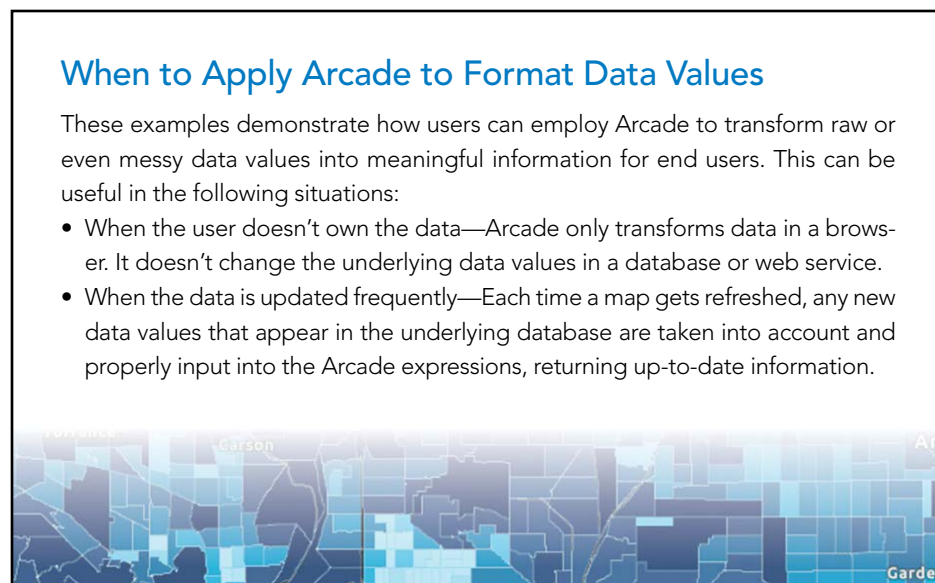 When to Apply Arcade to Format Data Values
These examples demonstrate how users can employ Arcade to transform raw or
even messy data values into meaningful information for end users. This can be
useful in the following situations:
• When the user doesn't own the data—Arcade only transforms data in a brows-
er. It doesn't change the underlying data values in a database or web service.
• When the data is updated frequently—Each time a map gets refreshed, any new
data values that appear in the underlying database are taken into account and
properly input into the Arcade expressions, returning up-to-date information.
Carson